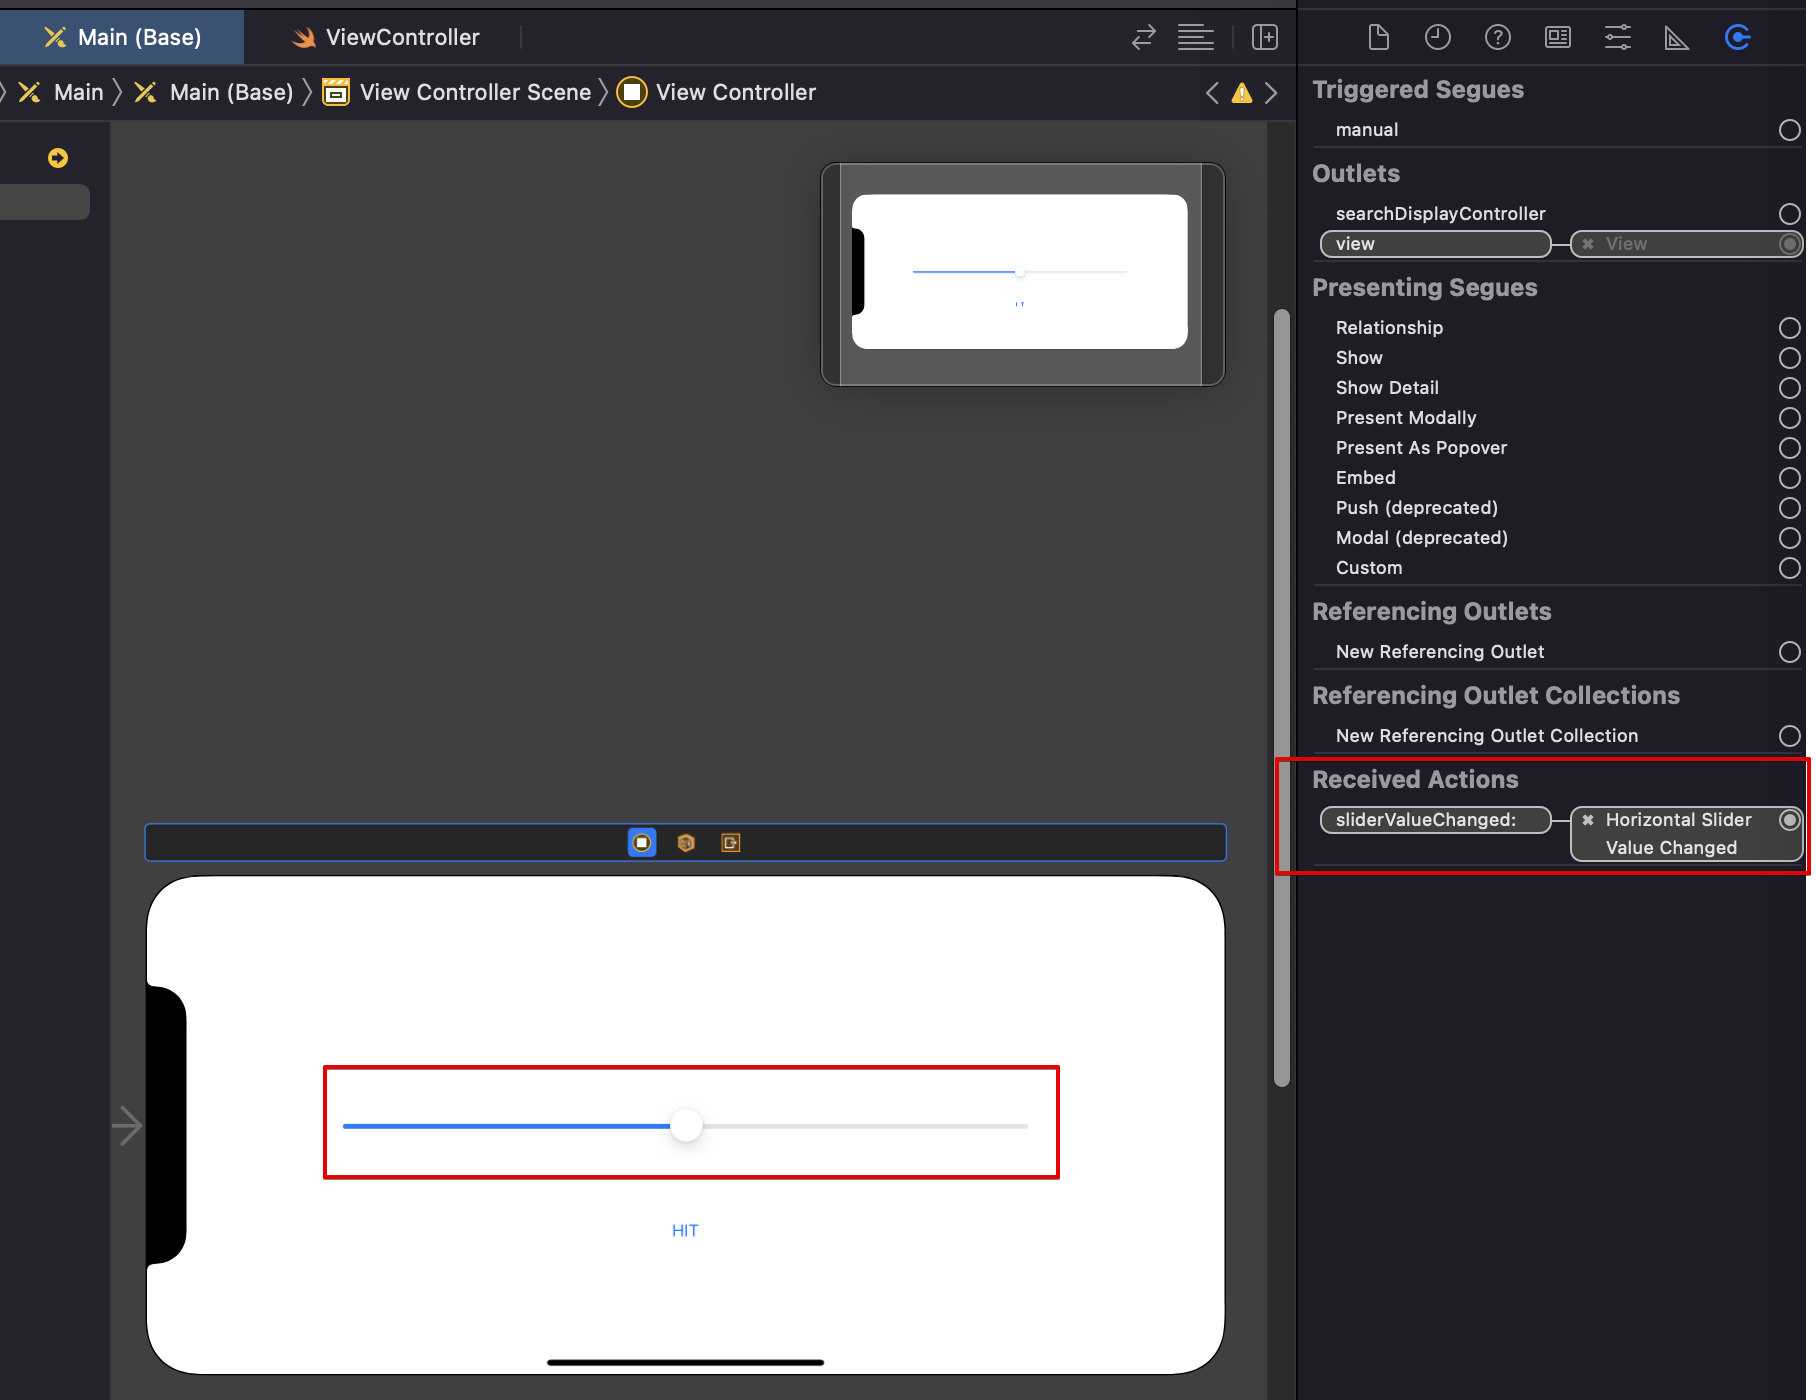 Main (Base)
ViewController
Main
Main (Base)
View Controller Scene
View Controller
HIT
HIT
Triggered Segues
manual
Outlets
searchDisplayController
view
View
Presenting Segues
Relationship
Show
Show Detail
Present Modally
Present As Popover
Embed
Push (deprecated)
Modal (deprecated)
Custom
Referencing Outlets
New Referencing Outlet
Referencing Outlet Collections
New Referencing Outlet Collection
Received Actions
sliderValueChanged:
Horizontal Slider
Value Changed